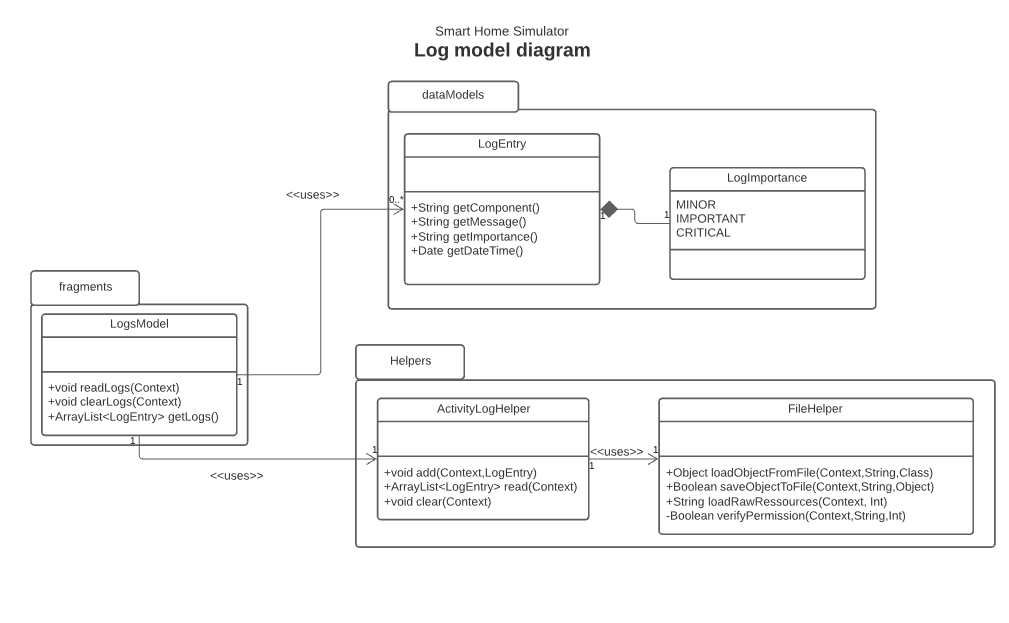 Smart Home Simulator
Log model diagram
dataModels
LogEntry
+String getComponent()
+String getMessage()
+String getImportance()
+Date getDateTime()
1
1
LogImportance
MINOR
IMPORTANT
CRITICAL
<<uses>>
0..*
fragments
LogsModel
+void readLogs(Context)
+void clearLogs(Context)
+ArrayList<LogEntry> getLogs()
1
1
<<uses>>
Helpers
ActivityLogHelper
1
+void add(Context,LogEntry)
+ArrayList<LogEntry> read(Context)
+void clear(Context)
<<uses>>
1
1
FileHelper
+Object loadObjectFromFile(Context,String,Class)
+Boolean saveObjectToFile(Context,String,Object)
+String loadRawRessources(Context, Int)
-Boolean verifyPermission(Context,String,Int)